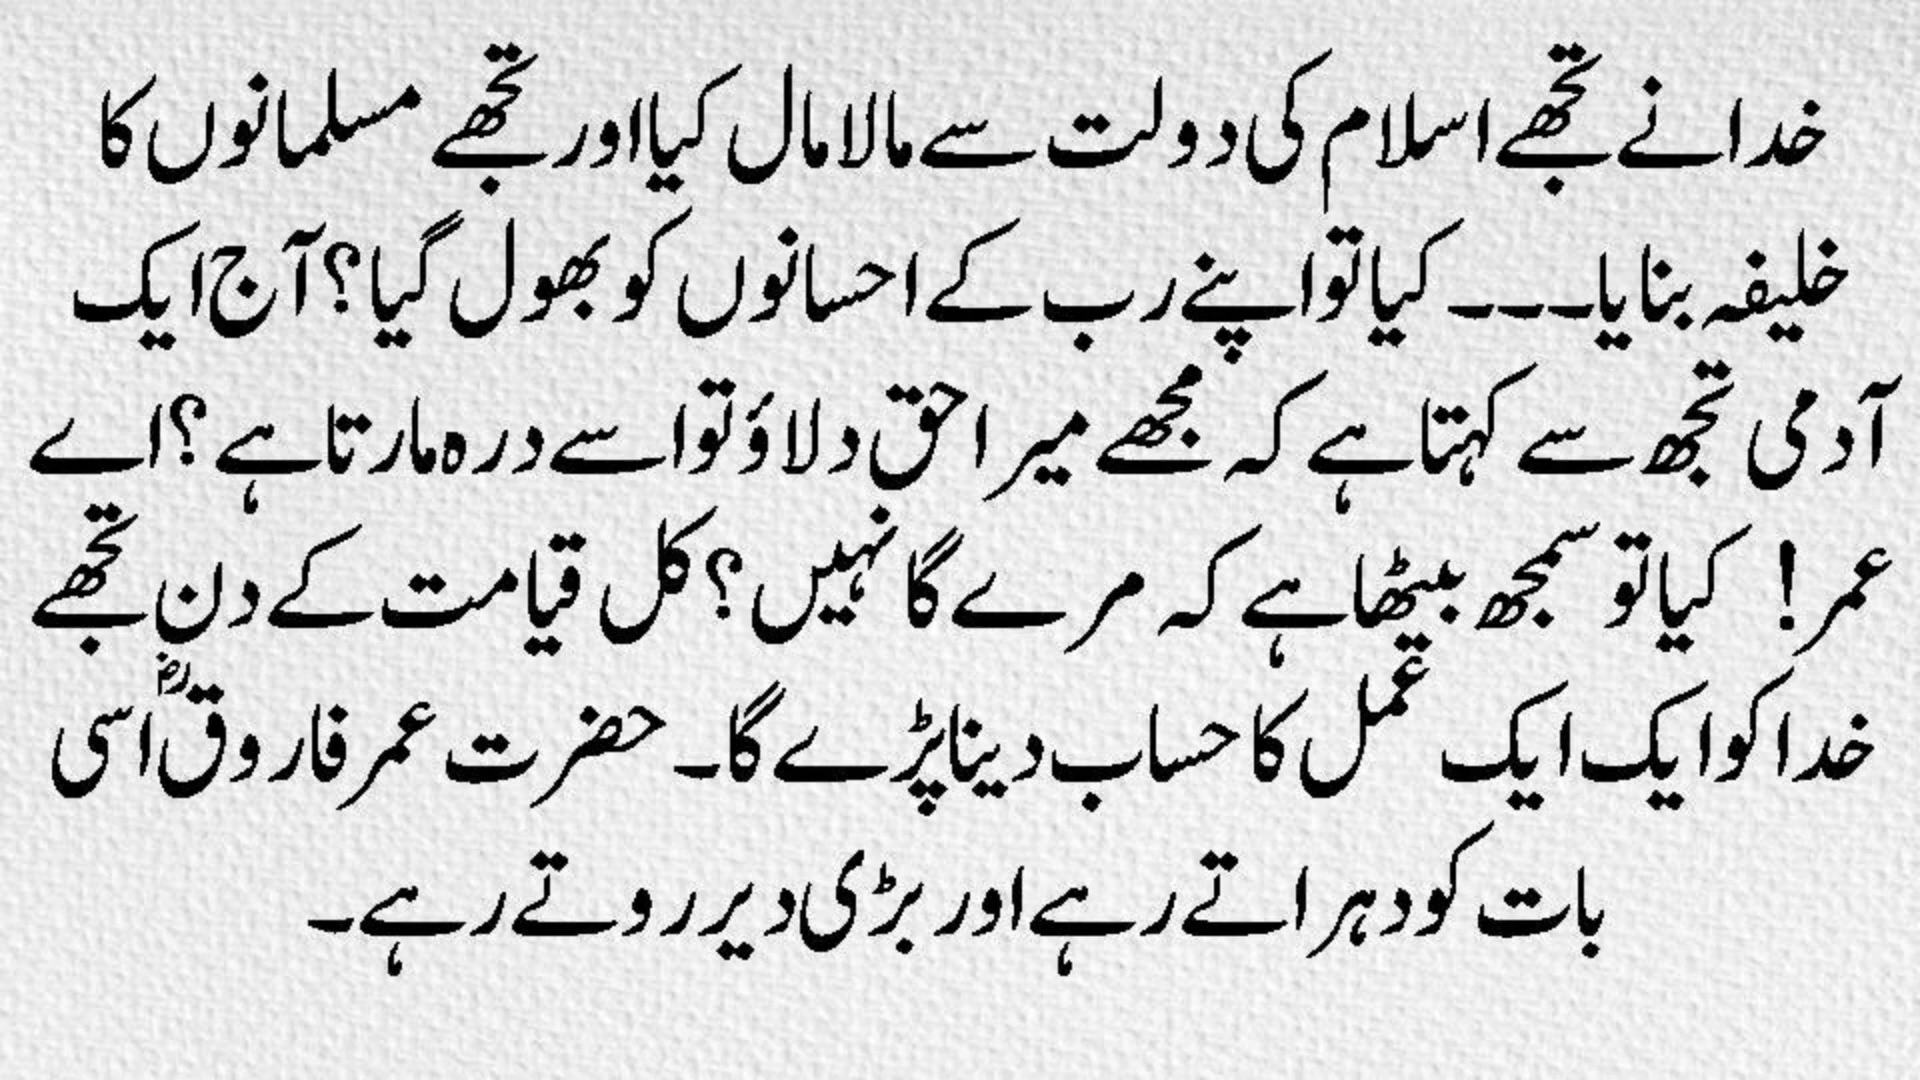 خدا نے تجھے اسلام کی دولت سے مالا مال کیا اور تجھے مسلمانوں کا
خلیفہ بنایا۔۔۔ کیا تو اپنے رب کے احسانوں کو بھول گیا؟ آج ایک
آدمی تجھ سے کہتا ہے کہ مجھے میرا حق دلاؤ تو اسے درہ مارتا ہے؟ اے
عمر! کیا تو سمجھ بیٹھا ہے کہ مرے گا نہیں؟ کل قیامت کے دن تجھے
خدا کو ایک ایک عمل کا حساب دینا پڑے گا۔ حضرت عمر فاروقؓ اسی
بات کو دہراتے رہے اور بڑی دیر روتے رہے۔